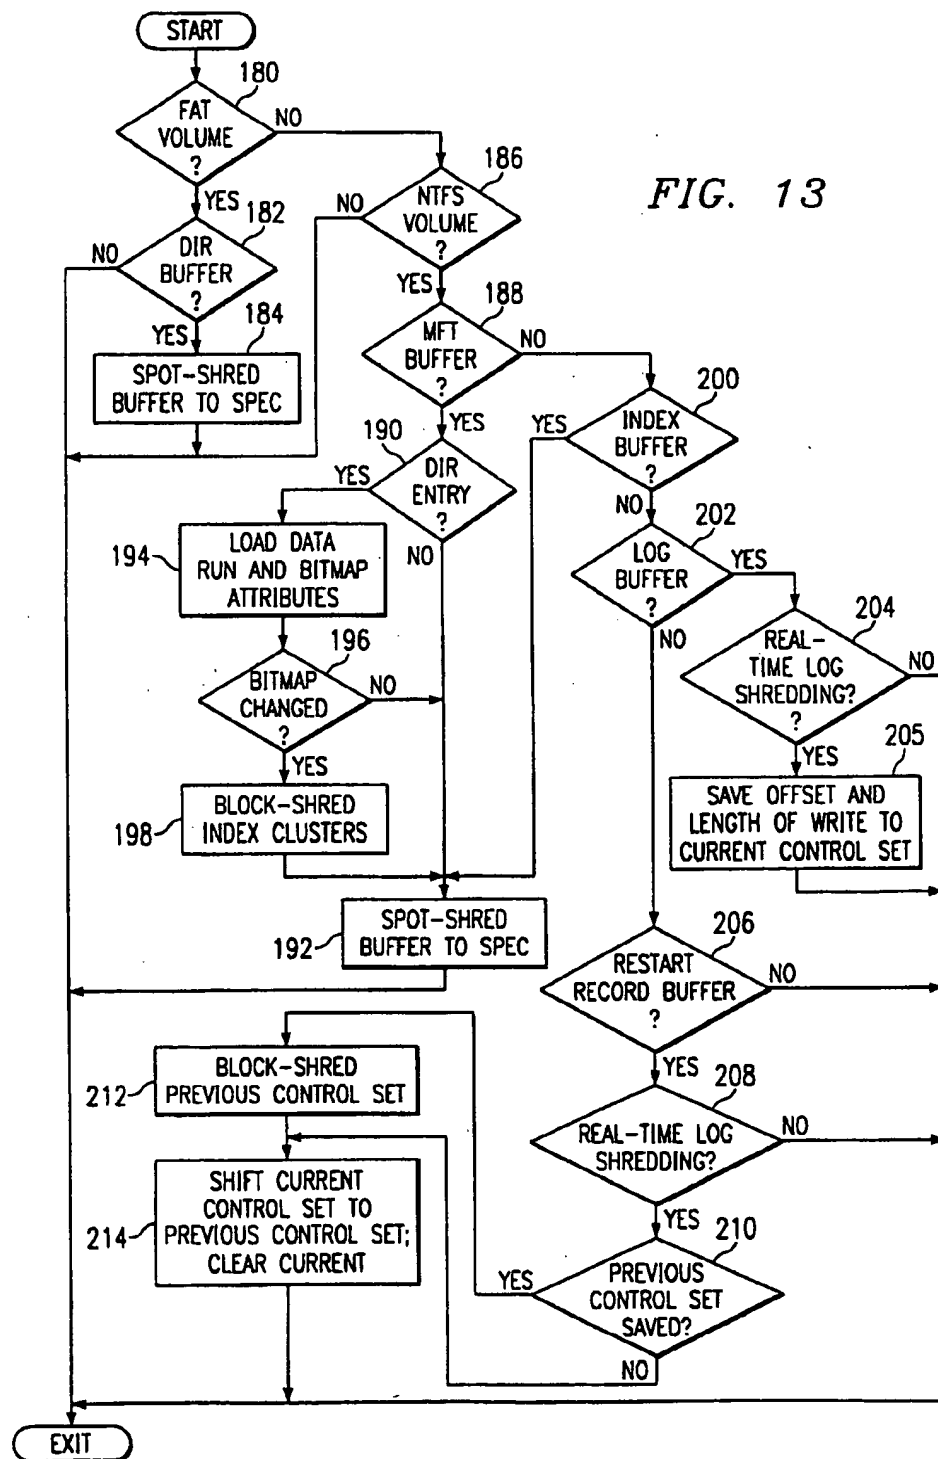 START
180
FAT
VOLUME
?
NO
YES
186
NTFS
VOLUME
?
NO
YES
FIG. 13
182
DIR
BUFFER
?
NO
YES
184
SPOT-SHRED
BUFFER TO SPEC
188
MFT
BUFFER
?
NO
YES
190
DIR
ENTRY
?
YES
NO
200
INDEX
BUFFER
?
YES
NO
194
LOAD DATA
RUN AND BITMAP
ATTRIBUTES
202
LOG
BUFFER
?
YES
NO
196
BITMAP
CHANGED
?
NO
YES
204
REAL-
TIME LOG
SHREDDING?
?
NO
YES
198
BLOCK-SHRED
INDEX CLUSTERS
205
SAVE OFFSET AND
LENGTH OF WRITE TO
CURRENT CONTROL SET
192
SPOT-SHRED
BUFFER TO SPEC
206
RESTART
RECORD BUFFER
?
NO
YES
212
BLOCK-SHRED
PREVIOUS CONTROL SET
208
REAL-TIME LOG
SHREDDING?
NO
YES
214
SHIFT CURRENT
CONTROL SET TO
PREVIOUS CONTROL SET;
CLEAR CURRENT
210
PREVIOUS
CONTROL SET
SAVED?
YES
NO
EXIT